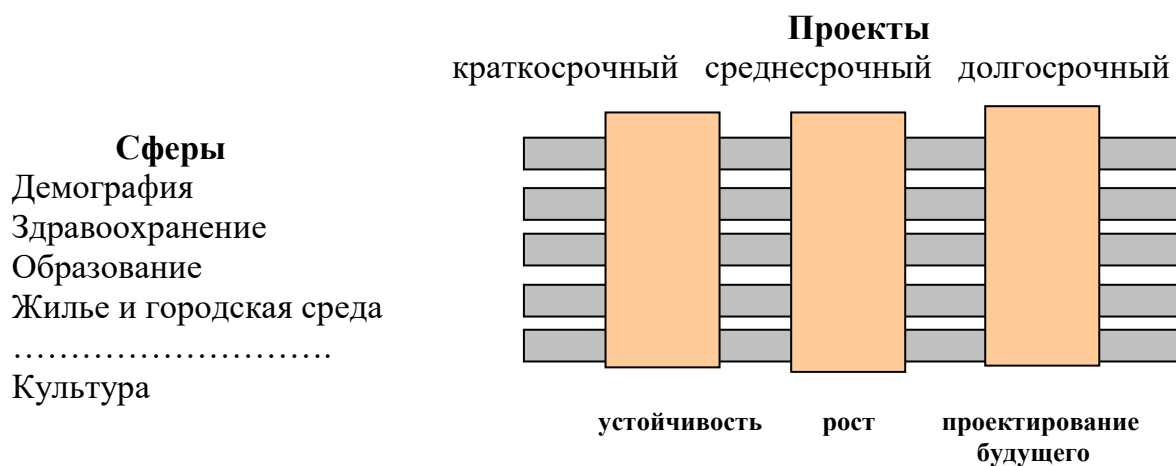 Проекты
краткосрочный среднесрочный долгосрочный
Сферы
Демография
Здравоохранение
Образование
Жилье и городская среда
……………………….
Культура
устойчивость рост проектирование
будущего